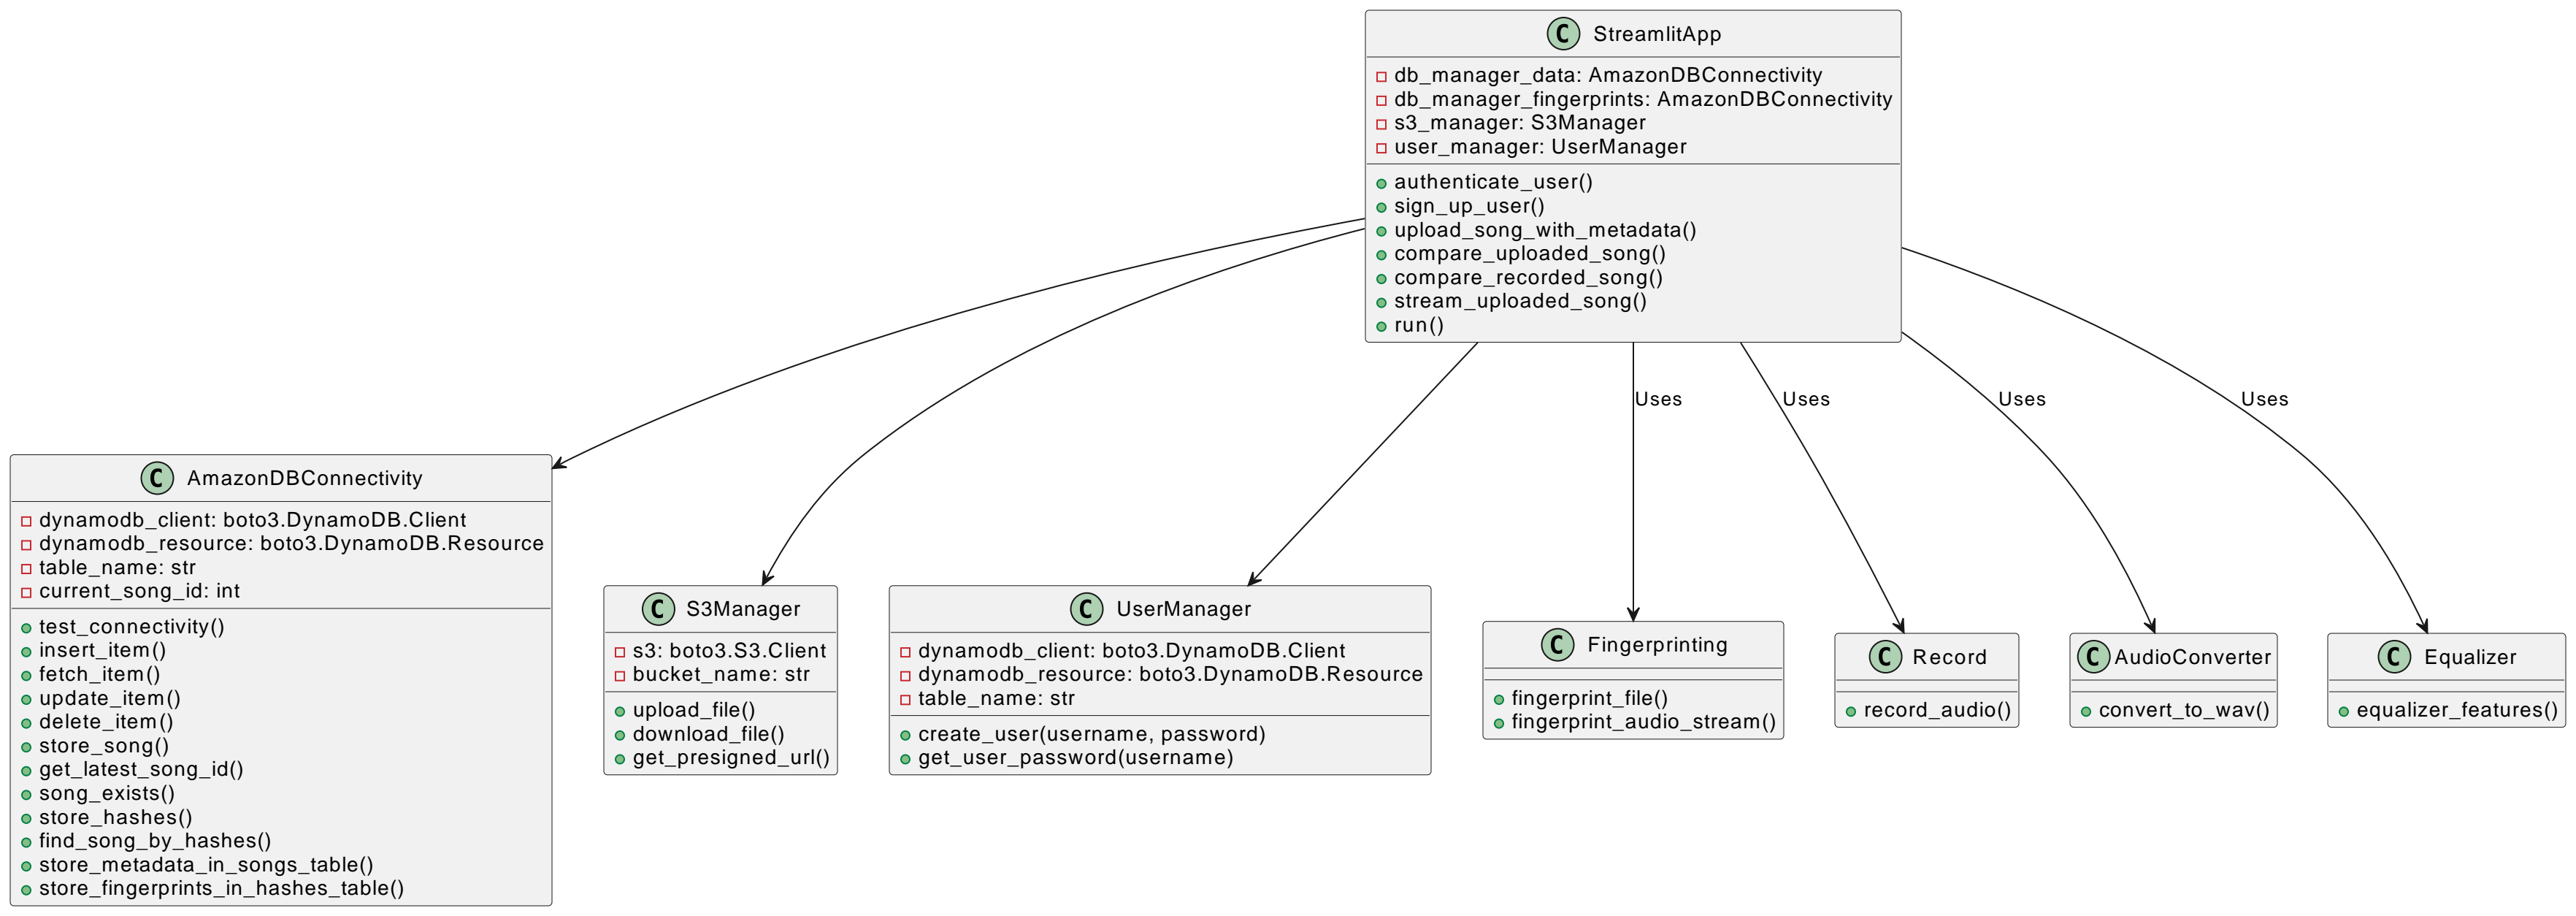 C StreamlitApp
db_manager_data: AmazonDBConnectivity
db_manager_fingerprints: AmazonDBConnectivity
s3_manager: S3Manager
user_manager: UserManager
authenticate_user()
sign_up_user()
upload_song_with_metadata()
compare_uploaded_song()
compare_recorded_song()
stream_uploaded_song()
run()
Uses
Uses
Uses
Uses
C AmazonDBConnectivity
dynamodb_client: boto3.DynamoDB.Client
dynamodb_resource: boto3.DynamoDB.Resource
table_name: str
current_song_id: int
test_connectivity()
insert_item()
fetch_item()
update_item()
delete_item()
store_song()
get_latest_song_id()
song_exists()
store_hashes()
find_song_by_hashes()
store_metadata_in_songs_table()
store_fingerprints_in_hashes_table()
C S3Manager
s3: boto3.S3.Client
bucket_name: str
upload_file()
download_file()
get_presigned_url()
C UserManager
dynamodb_client: boto3.DynamoDB.Client
dynamodb_resource: boto3.DynamoDB.Resource
table_name: str
create_user(username, password)
get_user_password(username)
C Fingerprinting
fingerprint_file()
fingerprint_audio_stream()
C Record
record_audio()
C AudioConverter
convert_to_wav()
C Equalizer
equalizer_features()